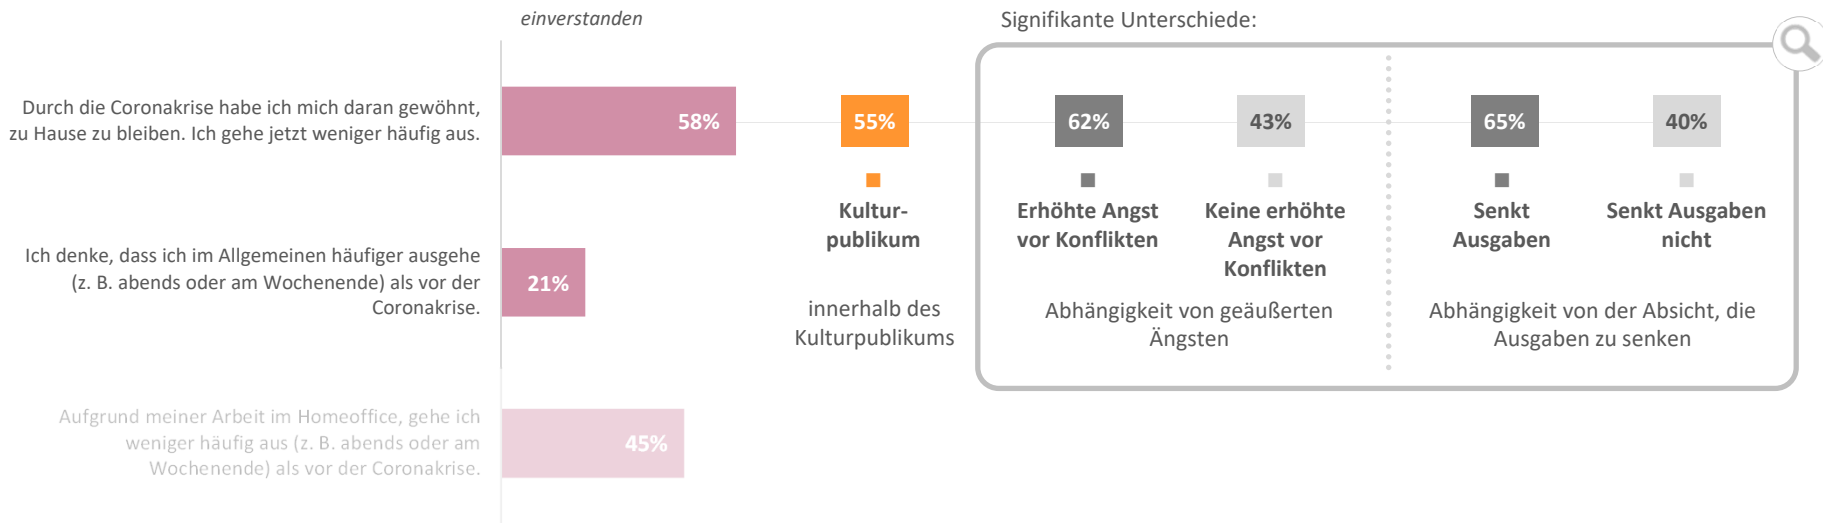 einverstanden
Signifikante Unterschiede:
Durch die Coronakrise habe ich mich daran gewöhnt,
zu Hause zu bleiben. Ich gehe jetzt weniger häufig aus.
58%
55%
62%
43%
65%
40%
Kultur-
publikum
innerhalb des
Kulturpublikums
Erhöhte Angst
vor Konflikten
Keine erhöhte
Angst vor
Konflikten
Abhängigkeit von geäußerten
Ängsten
Senkt
Ausgaben
Senkt Ausgaben
nicht
Abhängigkeit von der Absicht, die
Ausgaben zu senken
Ich denke, dass ich im Allgemeinen häufiger ausgehe
(z. B. abends oder am Wochenende) als vor der
Coronakrise.
21%
Aufgrund meiner Arbeit im Homeoffice, gehe ich
weniger häufig aus (z. B. abends oder am
Wochenende) als vor der Coronakrise.
45%